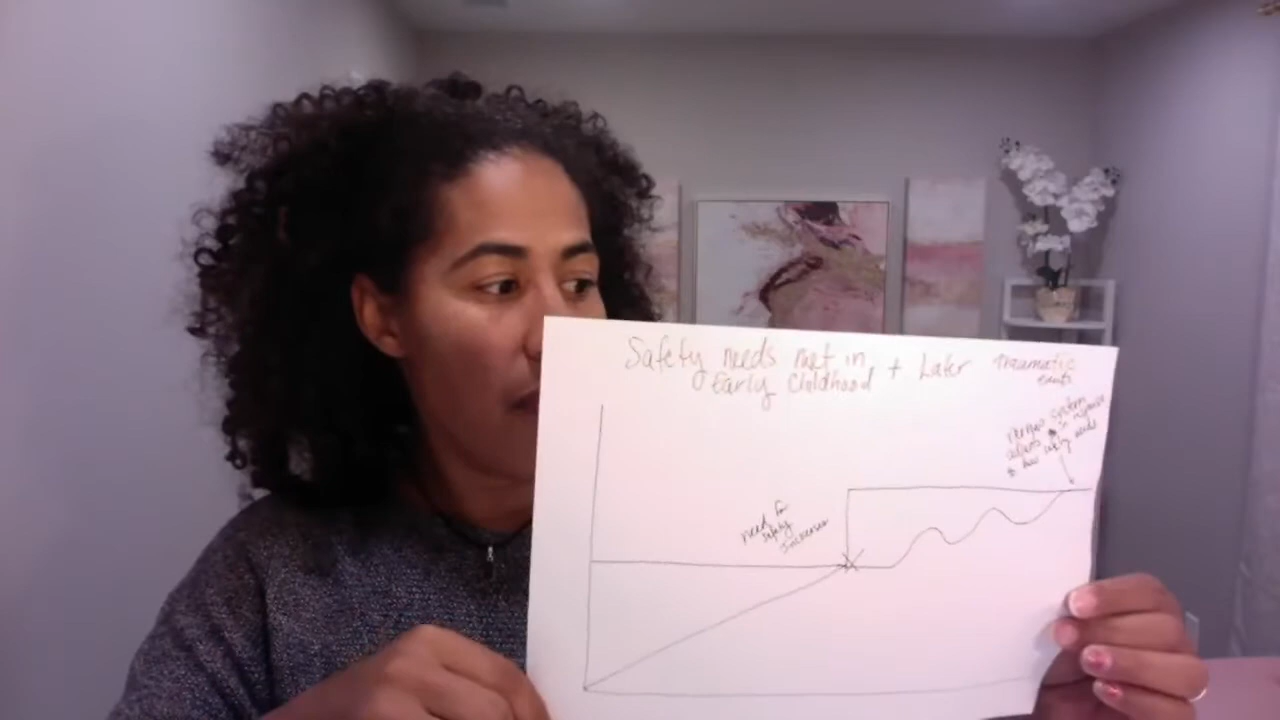 Safety needs met in + Later Traumatic
Early Childhood events
nervous system
adjusts in response
to new safety needs
need for
safety
increases